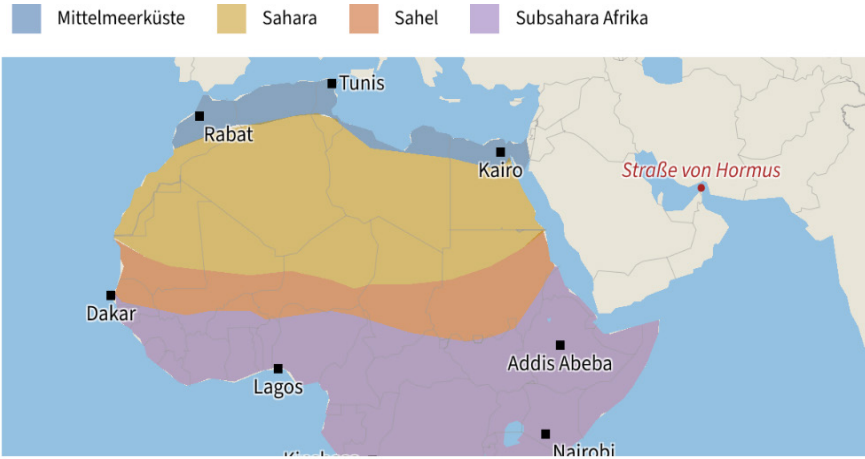 Mittelmeerküste
Sahara
Sahel
Subsahara Afrika
Tunis
Rabat
Kairo
Straße von Hormus
Dakar
Addis Abeba
Lagos
Nairobi